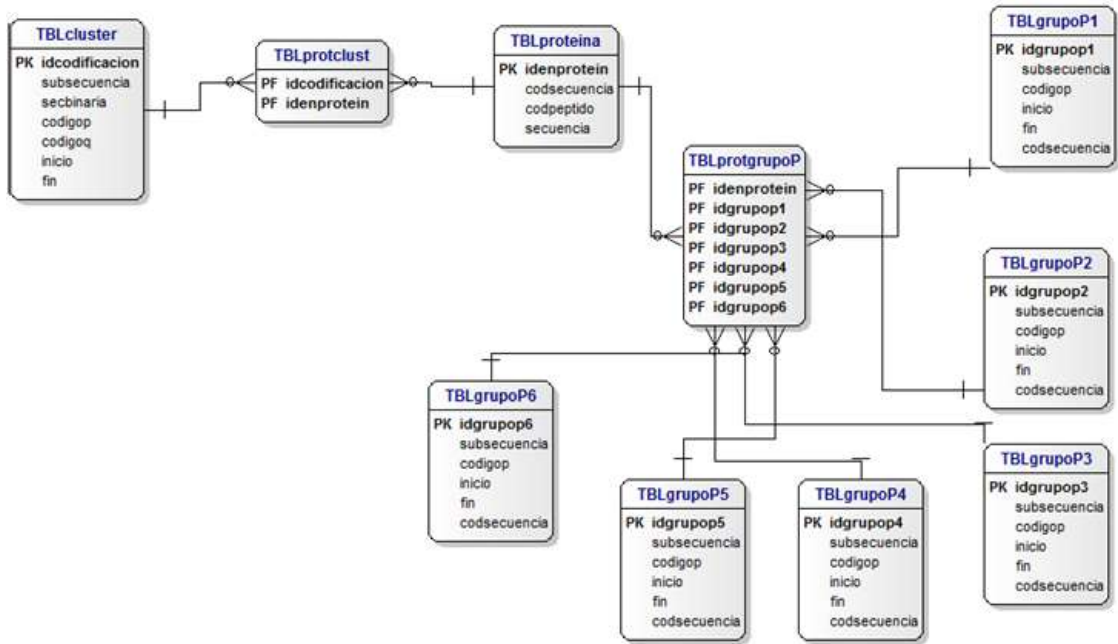 TBLcluster
PK idcodificacion
subsecuencia
secbinaria
codigop
codigoq
inicio
fin
TBLprotclust
PF idcodificacion
PF idenprotein
TBLproteina
PK idenprotein
codsecuencia
codpeptido
secuencia
TBLgrupoP1
PK idgrupop1
subsecuencia
codigop
inicio
fin
codsecuencia
TBLprotgrupoP
PF idenprotein
PF idgrupop1
PF idgrupop2
PF idgrupop3
PF idgrupop4
PF idgrupop5
PF idgrupop6
TBLgrupoP2
PK idgrupop2
subsecuencia
codigop
inicio
fin
codsecuencia
TBLgrupoP6
PK idgrupop6
subsecuencia
codigop
inicio
fin
codsecuencia
TBLgrupoP5
PK idgrupop5
subsecuencia
codigop
inicio
fin
codsecuencia
TBLgrupoP4
PK idgrupop4
subsecuencia
codigop
inicio
fin
codsecuencia
TBLgrupoP3
PK idgrupop3
subsecuencia
codigop
inicio
fin
codsecuencia